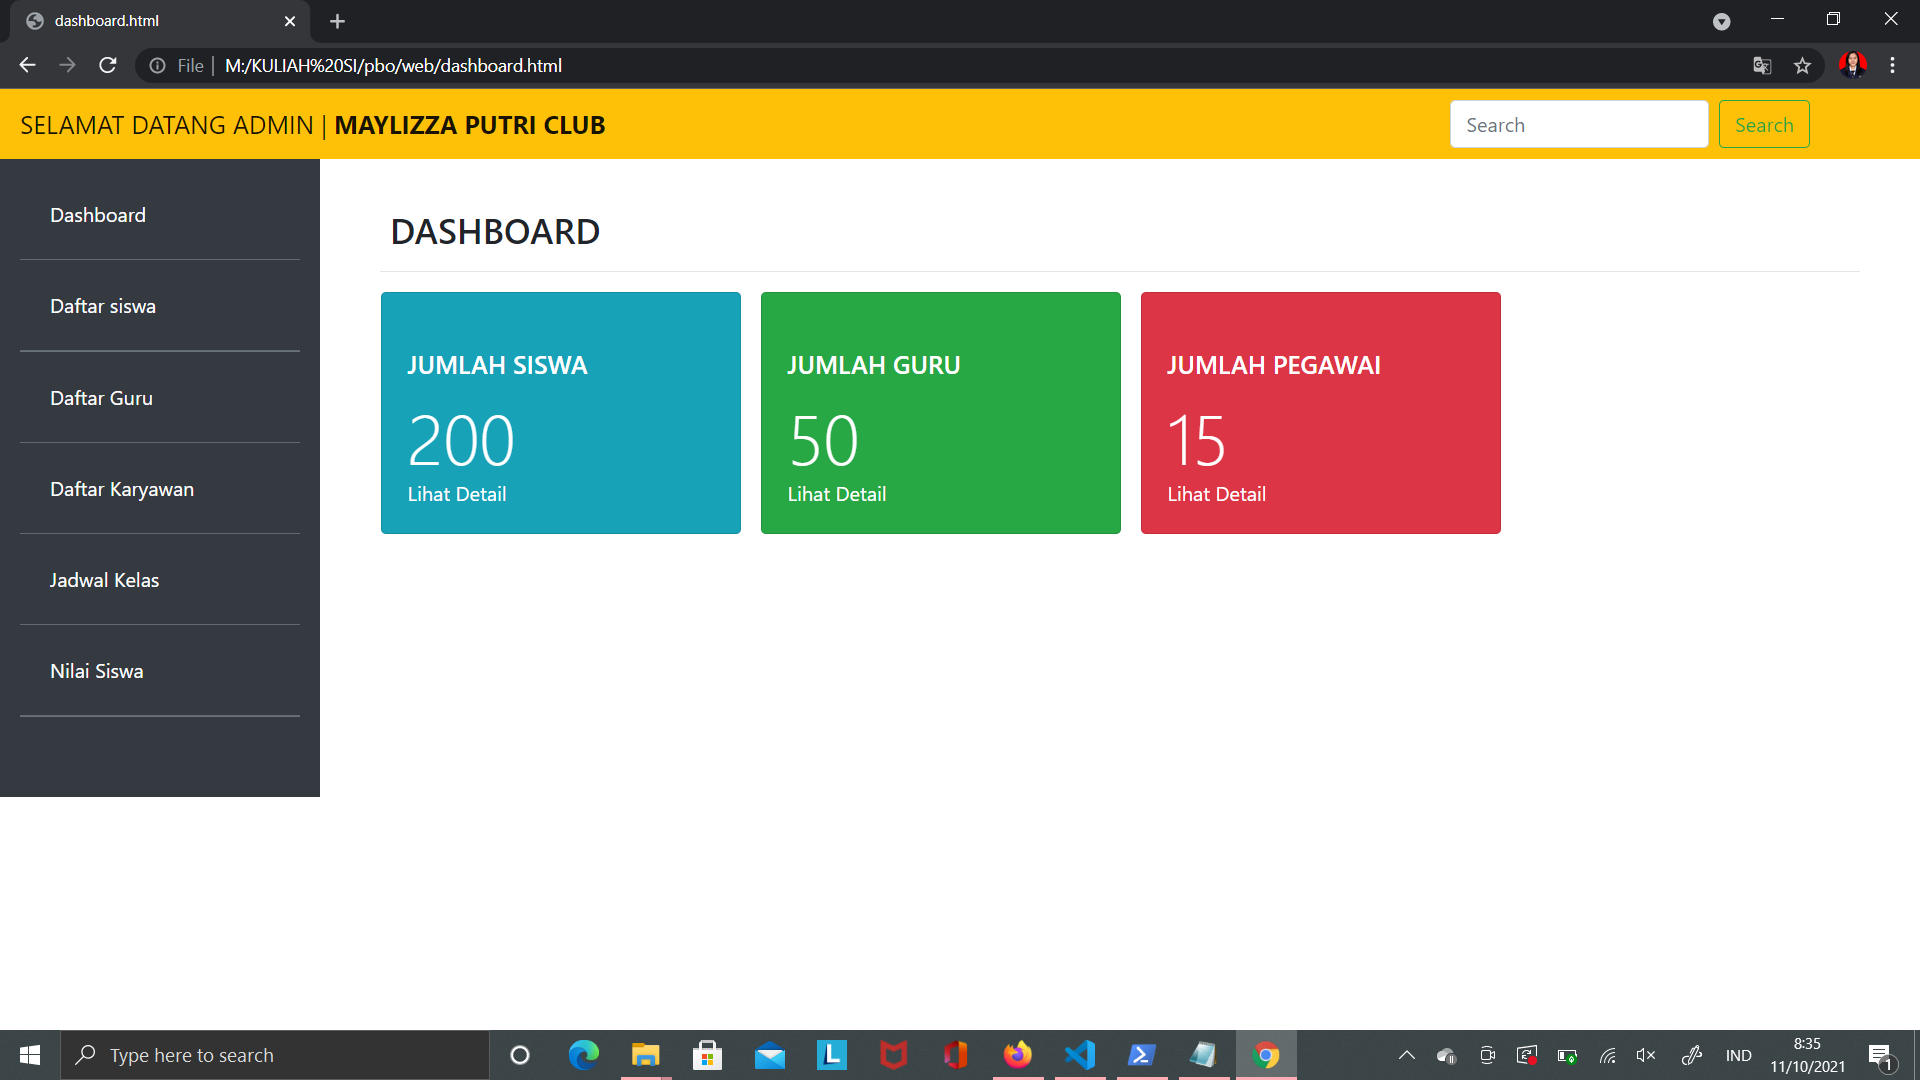 dashboard.html
File | M:/KULIAH%20SI/pbo/web/dashboard.html
SELAMAT DATANG ADMIN | MAYLIZZA PUTRI CLUB
Search
Search
Dashboard
Daftar siswa
Daftar Guru
Daftar Karyawan
Jadwal Kelas
Nilai Siswa
DASHBOARD
JUMLAH SISWA
200
Lihat Detail
JUMLAH GURU
50
Lihat Detail
JUMLAH PEGAWAI
15
Lihat Detail
Type here to search
L
IND
8:35
11/10/2021
1